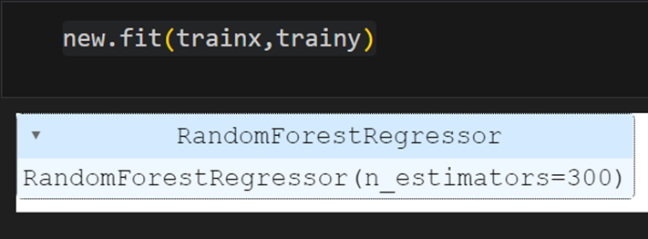 new.fit(trainx,trainy)
RandomForestRegressor
RandomForestRegressor(n_estimators=300)